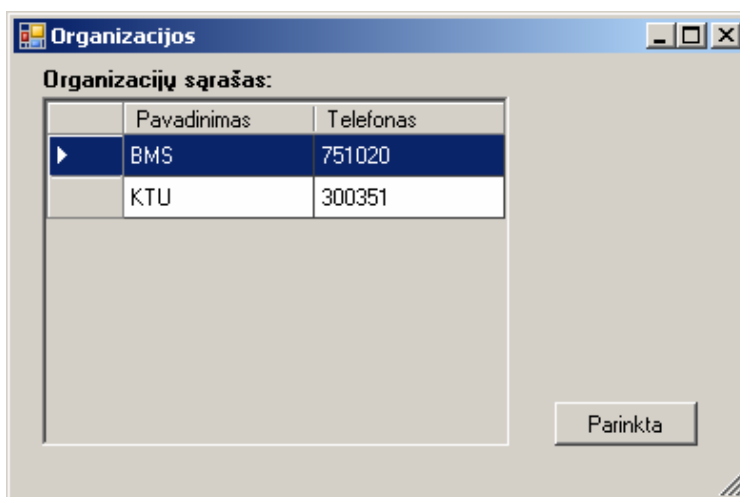 Organizacijos
Organizacijų sąrašas:
Pavadinimas Telefonas
BMS 751020
KTU 300351
Parinkta